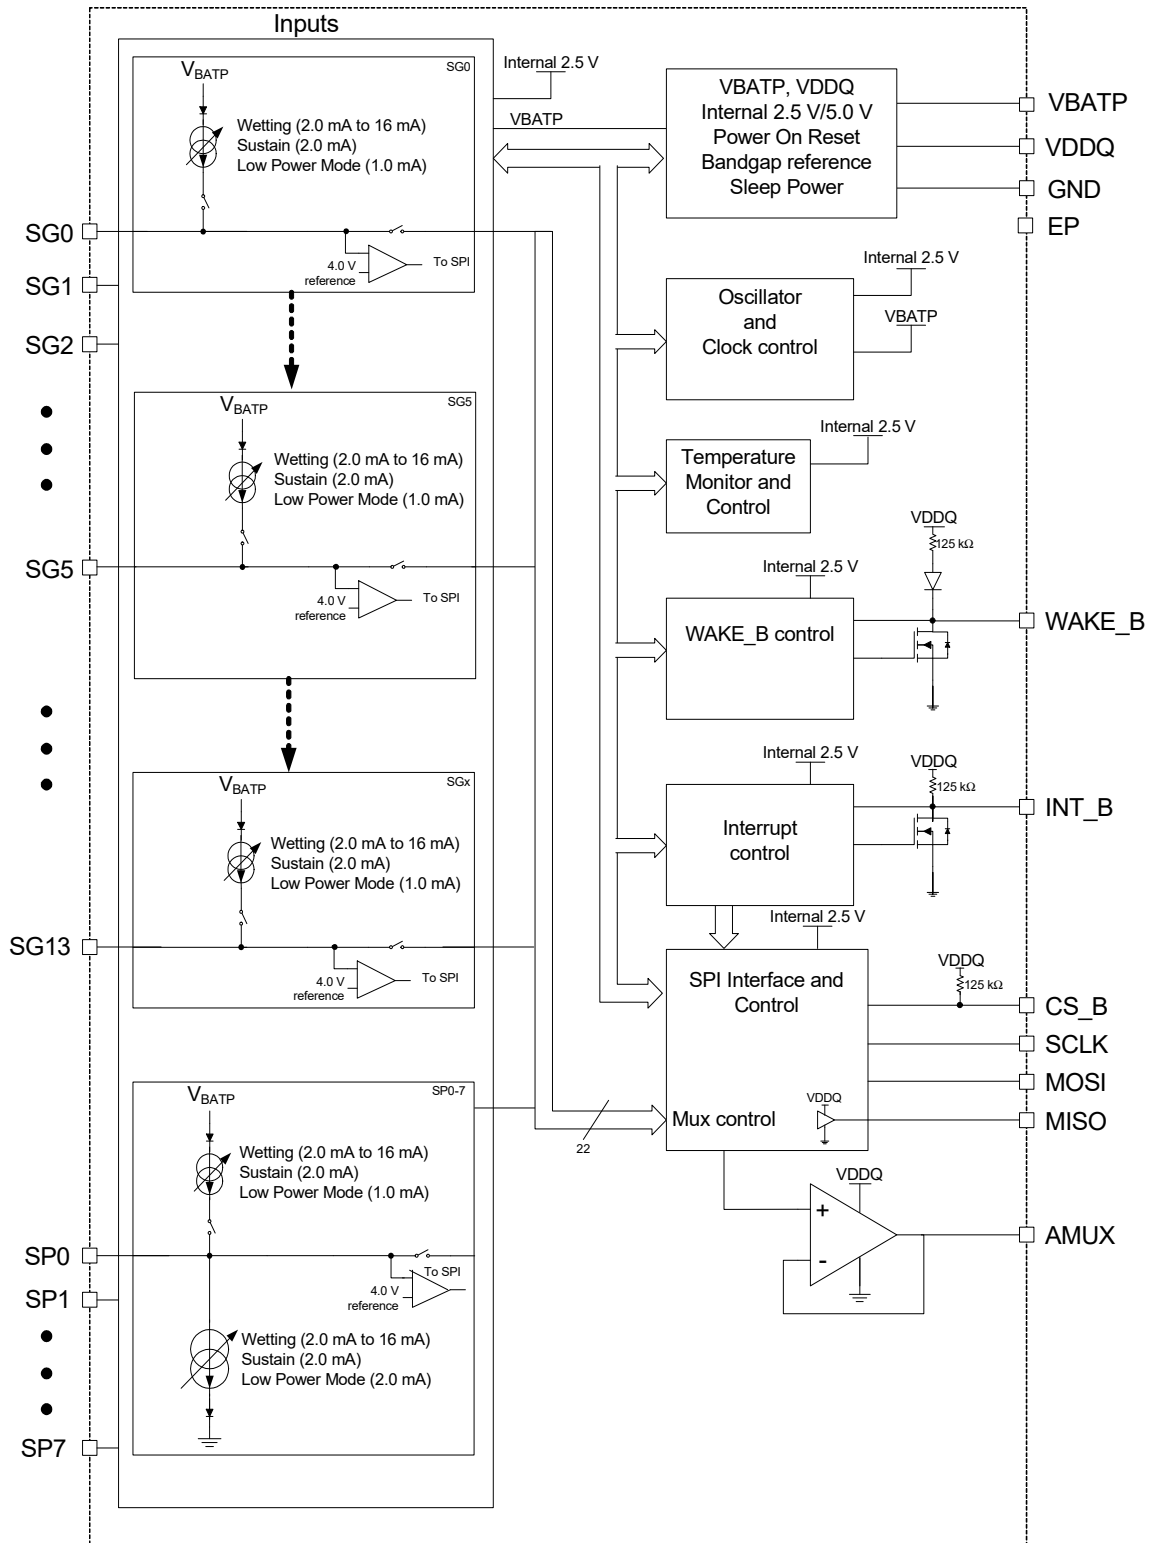 Inputs
SG0
VBATP
Wetting (2.0 mA to 16 mA)
Sustain (2.0 mA)
Low Power Mode (1.0 mA)
4.0 V
reference
To SPI
SG0
SG1
SG2
SG5
VBATP
Wetting (2.0 mA to 16 mA)
Sustain (2.0 mA)
Low Power Mode (1.0 mA)
4.0 V
reference
To SPI
SG5
SGx
VBATP
Wetting (2.0 mA to 16 mA)
Sustain (2.0 mA)
Low Power Mode (1.0 mA)
4.0 V
reference
To SPI
SG13
SP0-7
VBATP
Wetting (2.0 mA to 16 mA)
Sustain (2.0 mA)
Low Power Mode (1.0 mA)
To SPI
4.0 V
reference
Wetting (2.0 mA to 16 mA)
Sustain (2.0 mA)
Low Power Mode (2.0 mA)
SP0
SP1
SP7
Internal 2.5 V
VBATP
VBATP, VDDQ
Internal 2.5 V/5.0 V
Power On Reset
Bandgap reference
Sleep Power
VBATP
VDDQ
GND
EP
Internal 2.5 V
VBATP
Oscillator
and
Clock control
Internal 2.5 V
Temperature
Monitor and
Control
VDDQ
125 kΩ
Internal 2.5 V
WAKE_B control
WAKE_B
Internal 2.5 V
VDDQ
125 kΩ
Interrupt
control
INT_B
Internal 2.5 V
SPI Interface and
Control
VDDQ
125 kΩ
CS_B
SCLK
MOSI
VDDQ
MISO
Mux control
22
VDDQ
+
-
AMUX